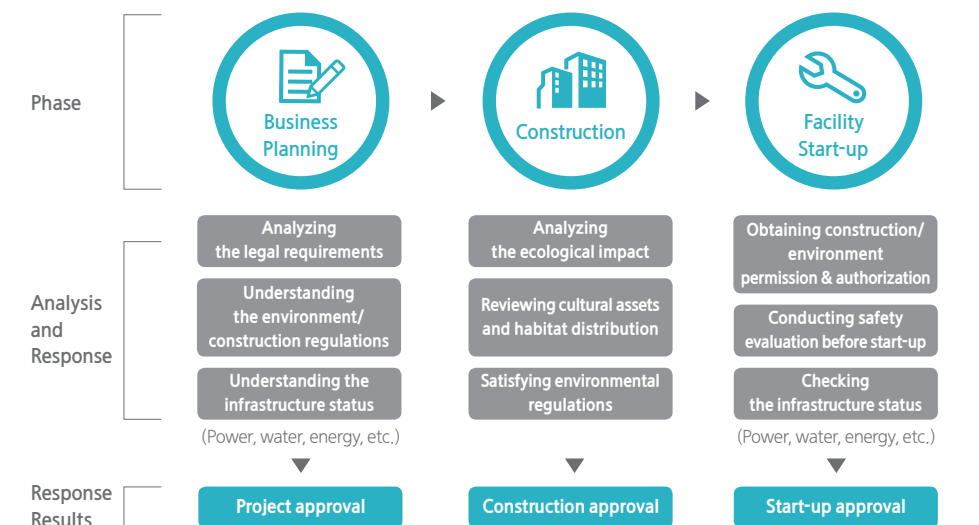 Phase
Business
Planning
Construction
Facility
Start-up
Analysis
and
Response
Analyzing
the legal requirements
Understanding
the environment/
construction regulations
Understanding the
infrastructure status
(Power, water, energy, etc.)
Analyzing
the ecological impact
Reviewing cultural assets
and habitat distribution
Satisfying environmental
regulations
Obtaining construction/
environment
permission & authorization
Conducting safety
evaluation before start-up
Checking
the infrastructure status
(Power, water, energy, etc.)
Response
Results
Project approval
Construction approval
Start-up approval